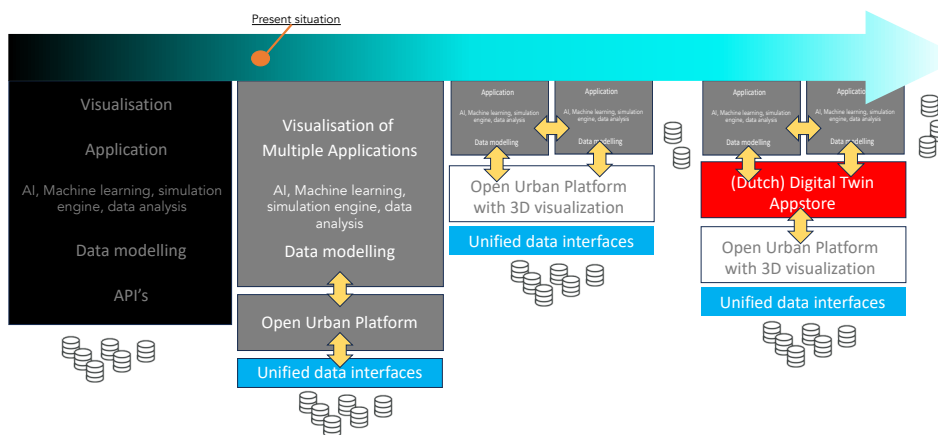 Present situation
Visualisation
Application
AI, Machine learning, simulation
engine, data analysis
Data modelling
API's
Visualisation of
Multiple Applications
AI, Machine learning,
simulation engine, data
analysis
Data modelling
Open Urban Platform
Unified data interfaces
Application
AI, Machine learning, simulation
engine, data analysis
Data modelling
Application
AI, Machine learning, simulation
engine, data analysis
Data modelling
Open Urban Platform
with 3D visualization
Unified data interfaces
Application
AI, Machine learning, simulation
engine, data analysis
Data modelling
Application
AI, Machine learning, simulation
engine, data analysis
Data modelling
(Dutch) Digital Twin
Appstore
Open Urban Platform
with 3D visualization
Unified data interfaces